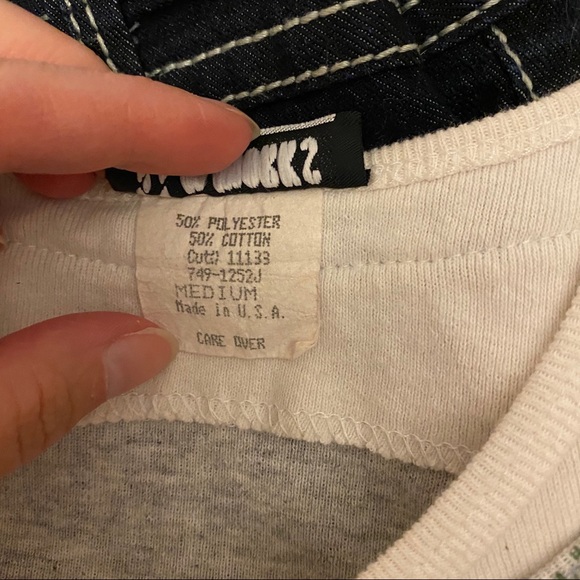 50% POLYESTER
50% COTTON
Cut# 11133
749-1252J
MEDIUM
Made in U.S.A.
CARE OVER